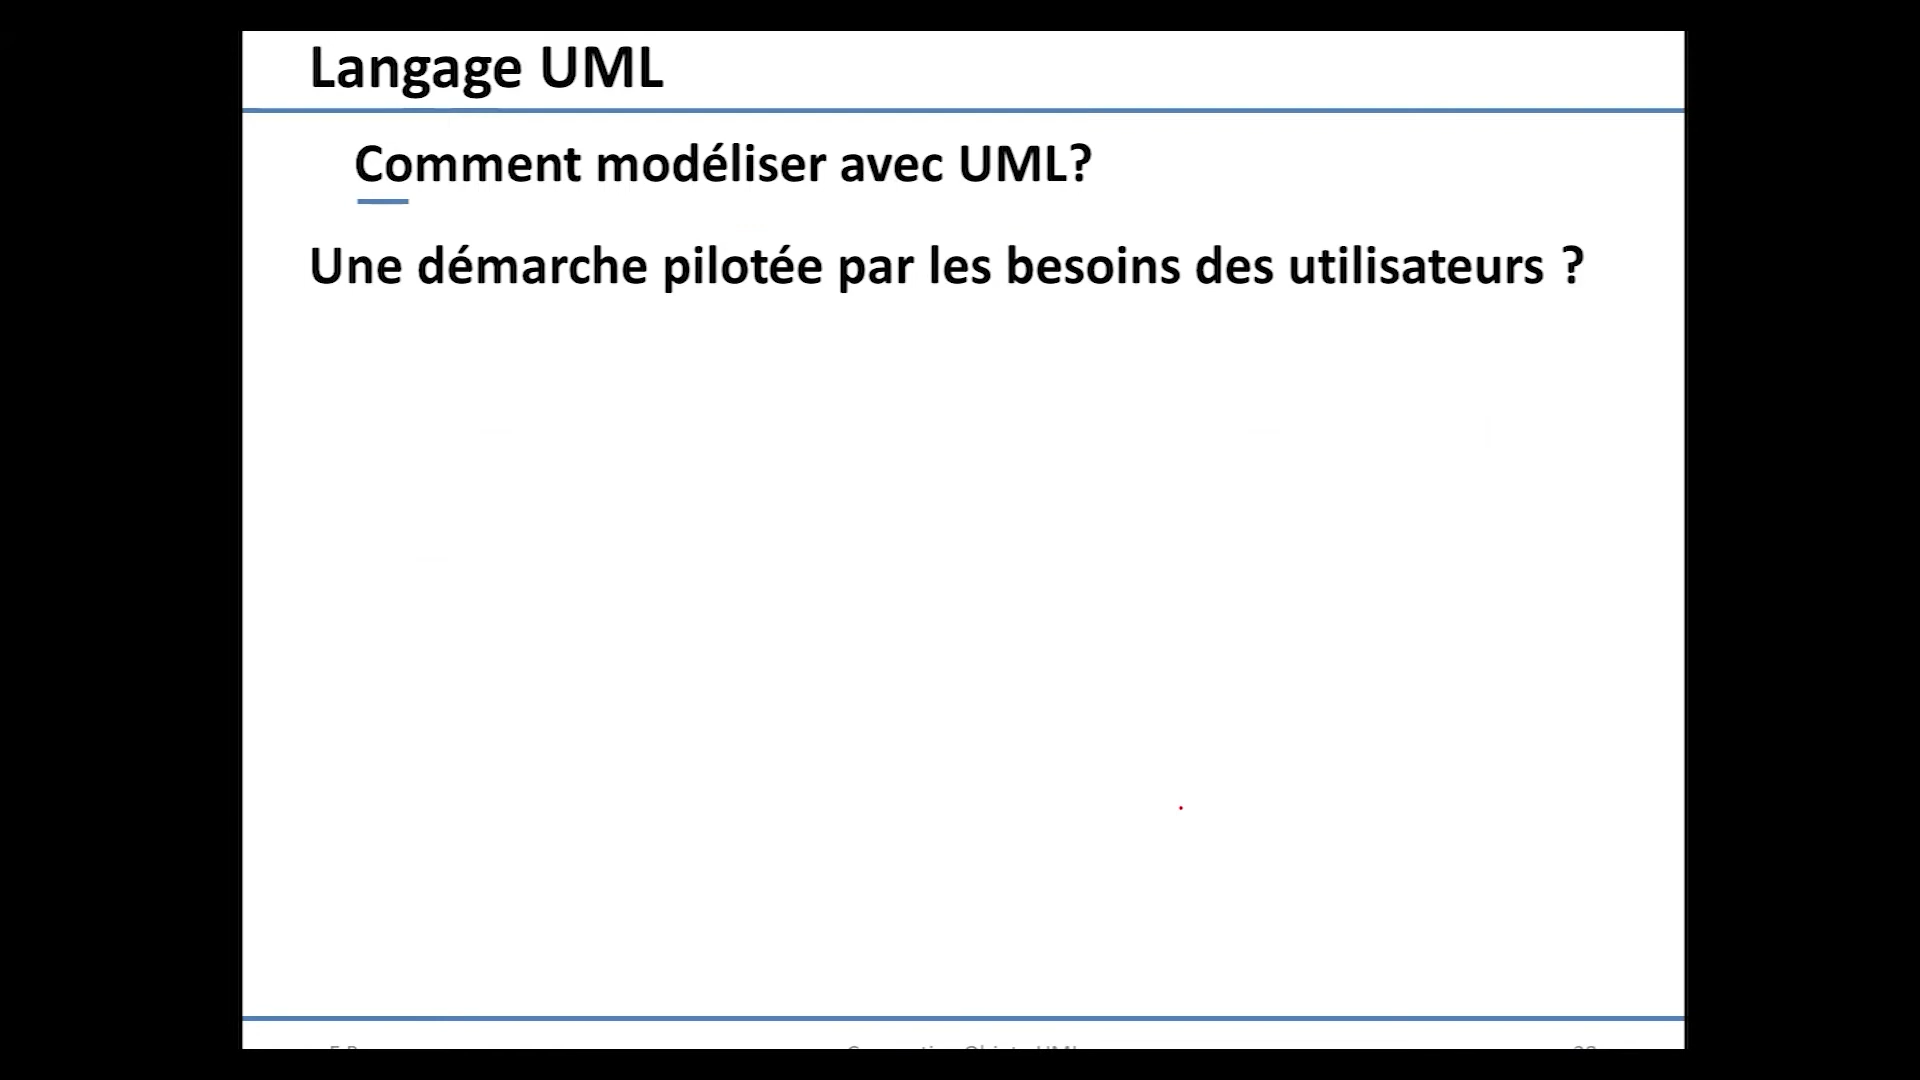 Langage UML
Comment modéliser avec UML?
Une démarche pilotée par les besoins des utilisateurs ?